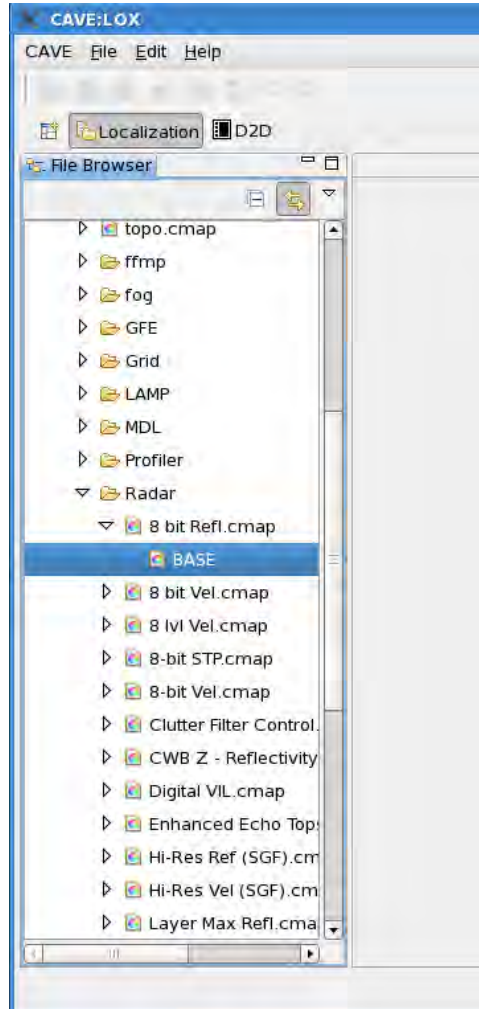 CAVE:LOX
CAVE File Edit Help
Localization D2D
File Browser
topo.cmap
ffmp
fog
GFE
Grid
LAMP
MDL
Profiler
Radar
8 bit Refl.cmap
BASE
8 bit Vel.cmap
8 lvl Vel.cmap
8-bit STP.cmap
8-bit Vel.cmap
Clutter Filter Control.
CWB Z - Reflectivity
Digital VIL.cmap
Enhanced Echo Tops
Hi-Res Ref (SGF).cm
Hi-Res Vel (SGF).cm
Layer Max Refl.cma